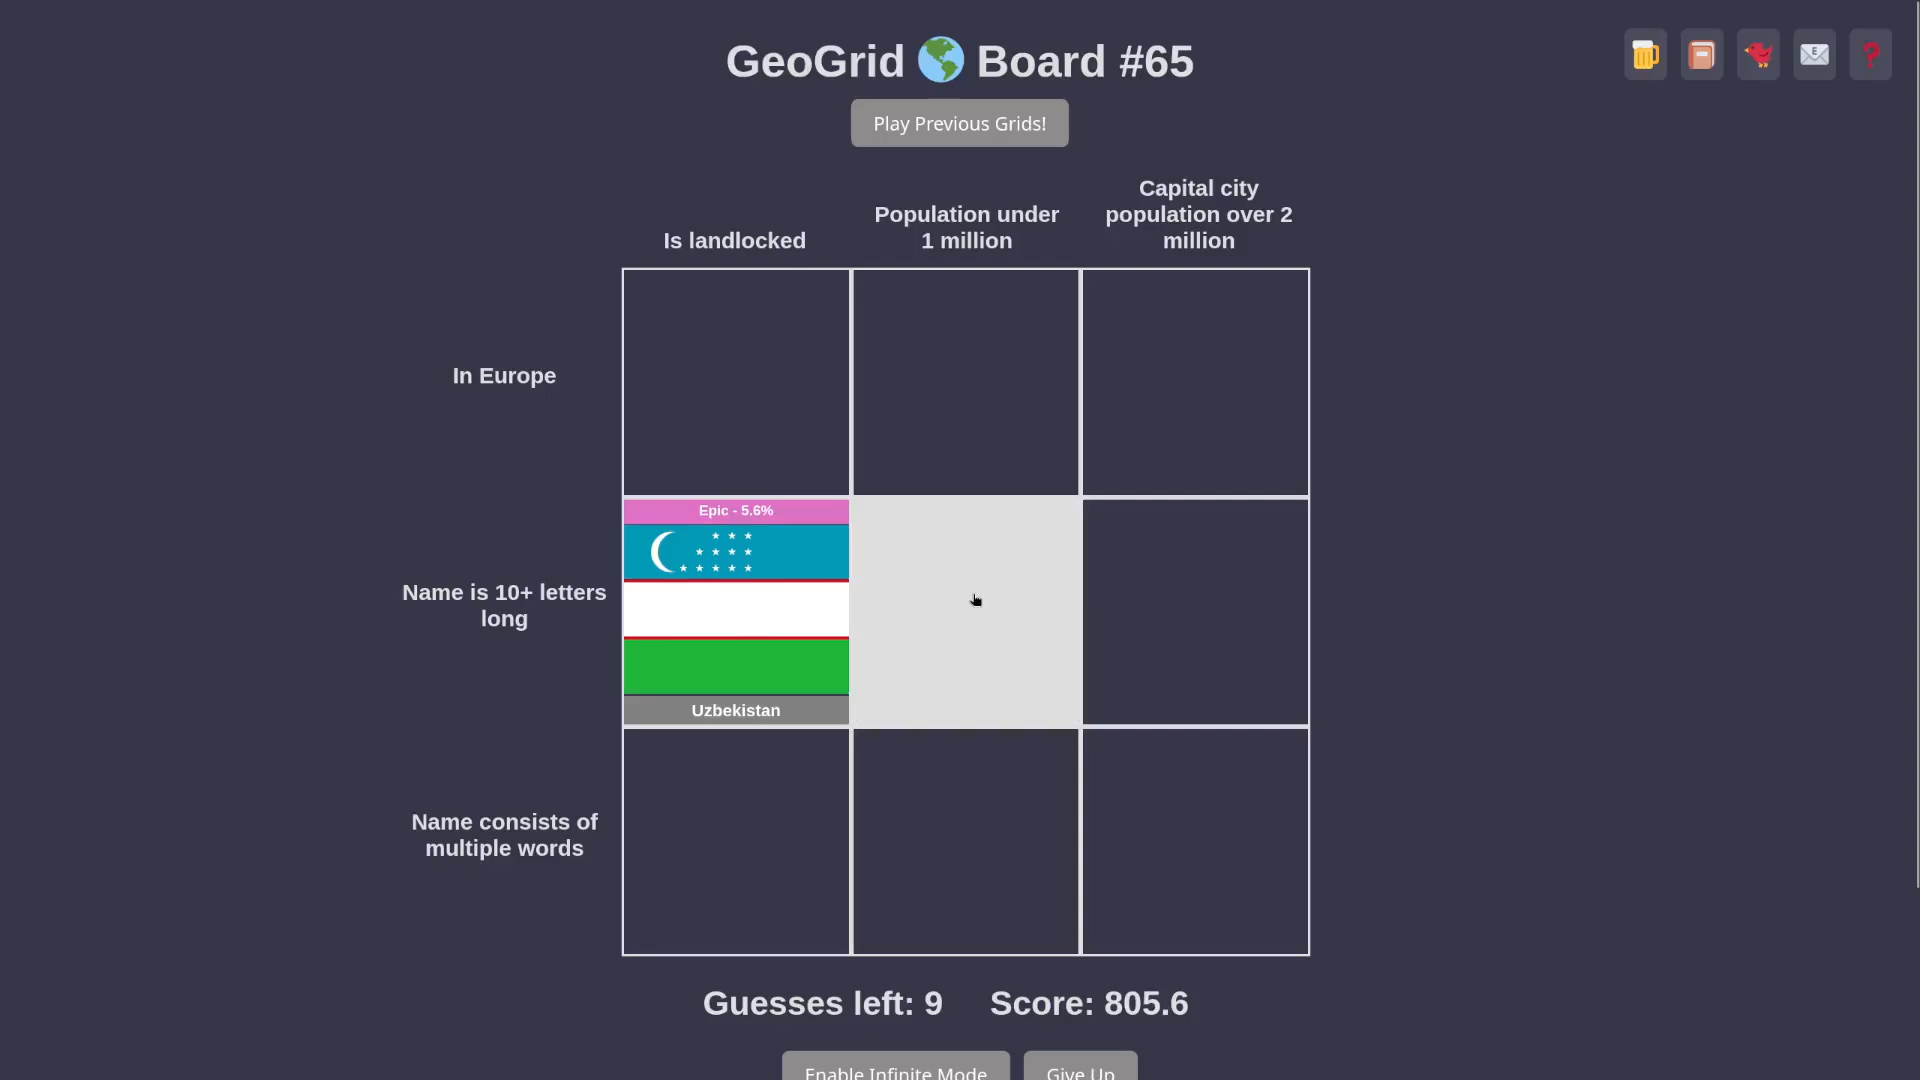 GeoGrid Board #65
Play Previous Grids!
Is landlocked
Population under
1 million
Capital city
population over 2
million
In Europe
Name is 10+ letters
long
Epic - 5.6%
Uzbekistan
Name consists of
multiple words
Guesses left: 9
Score: 805.6
Enable Infinite Mode
Give Up
E